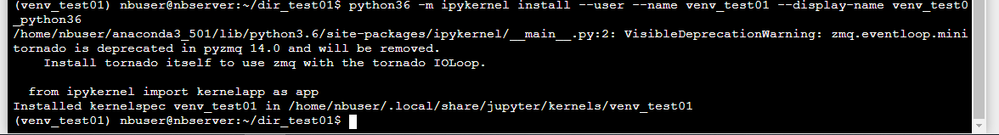 (venv_test01) nbuser@nbserver:~/dir_test01$ python36 -m ipykernel install --user --name venv_test01 --display-name venv_test0
_python36
/home/nbuser/anaconda3_501/lib/python3.6/site-packages/ipykernel/__main__.py:2: VisibleDeprecationWarning: zmq.eventloop.mini
tornado is deprecated in pyzmq 14.0 and will be removed.
    Install tornado itself to use zmq with the tornado IOLoop.
  from ipykernel import kernelapp as app
Installed kernelspec venv_test01 in /home/nbuser/.local/share/jupyter/kernels/venv_test01
(venv_test01) nbuser@nbserver:~/dir_test01$